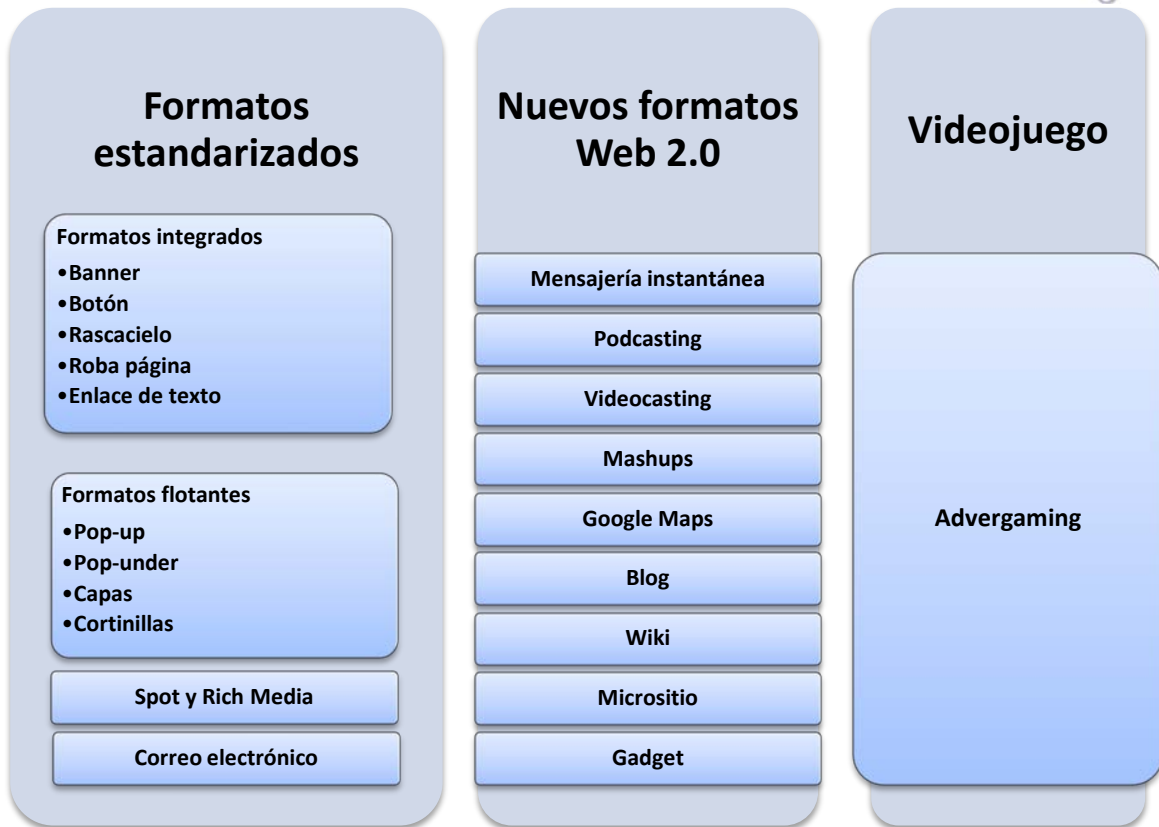 Formatos
estandarizados
Formatos integrados
•Banner
•Botón
•Rascacielo
•Roba página
•Enlace de texto
Formatos flotantes
•Pop-up
•Pop-under
•Capas
•Cortinillas
Spot y Rich Media
Correo electrónico
Nuevos formatos
Web 2.0
Mensajería instantánea
Podcasting
Videocasting
Mashups
Google Maps
Blog
Wiki
Micrositio
Gadget
Videojuego
Advergaming